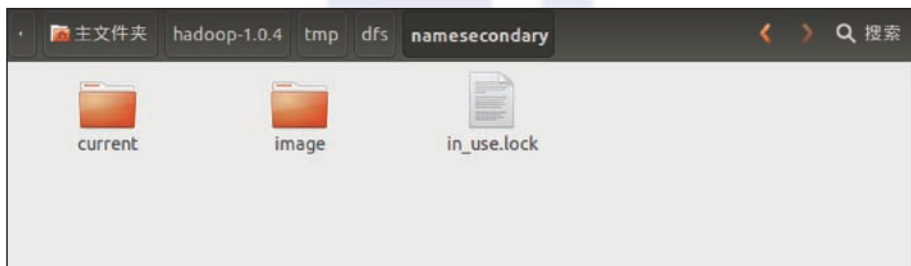 主文件夹 hadoop-1.0.4 tmp dfs namesecondary 搜索
current image in_use.lock